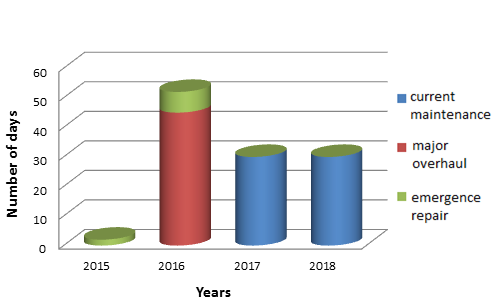 60
50
40
30
20
10
0
Number of days
2015
2016
2017
2018
Years
current
maintenance
major
overhaul
emergence
repair